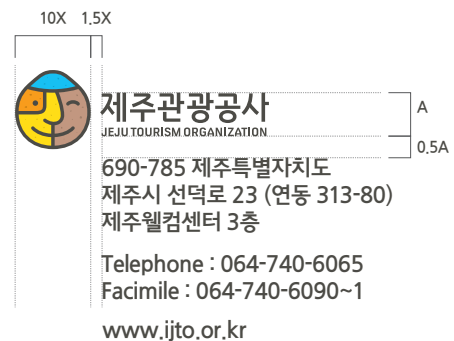 10X 1.5X
제주관광공사
A
JEJU TOURISM ORGANIZATION
0.5A
690-785 제주특별자치도
제주시 선덕로 23 (연동 313-80)
제주웰컴센터 3층
Telephone : 064-740-6065
Facimile : 064-740-6090~1
www.ijto.or.kr